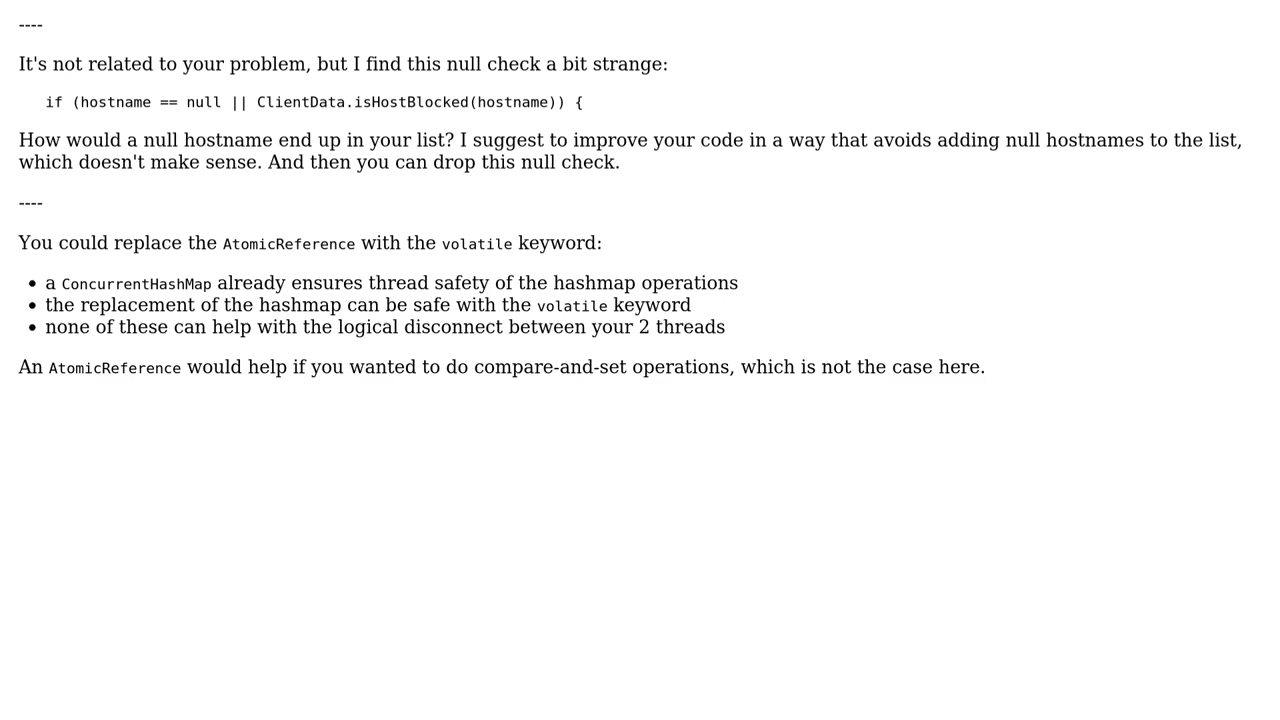 ----
It's not related to your problem, but I find this null check a bit strange:
if (hostname == null || ClientData.isHostBlocked(hostname)) {
How would a null hostname end up in your list? I suggest to improve your code in a way that avoids adding null hostnames to the list,
which doesn't make sense. And then you can drop this null check.
----
You could replace the AtomicReference with the volatile keyword:
• a ConcurrentHashMap already ensures thread safety of the hashmap operations
• the replacement of the hashmap can be safe with the volatile keyword
• none of these can help with the logical disconnect between your 2 threads
An AtomicReference would help if you wanted to do compare-and-set operations, which is not the case here.